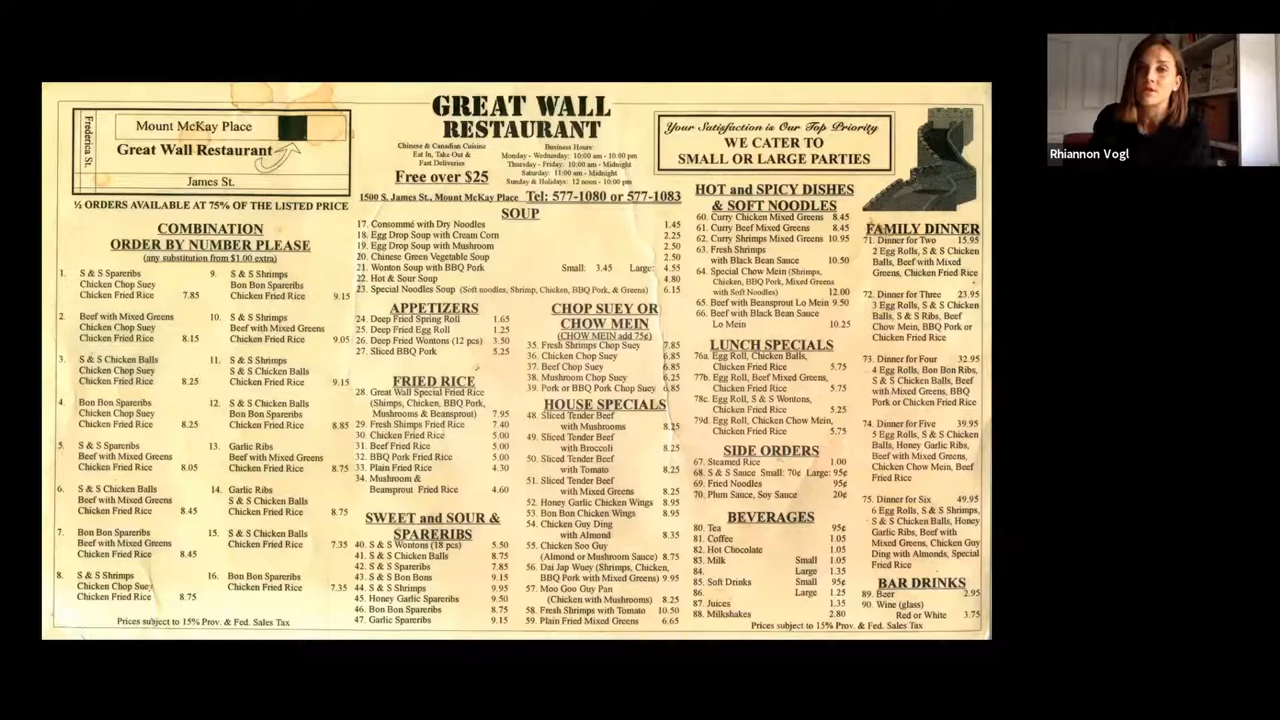 Frederica St.
Mount McKay Place
Great Wall Restaurant
James St.
½ ORDERS AVAILABLE AT 75% OF THE LISTED PRICE
COMBINATION
ORDER BY NUMBER PLEASE
(any substitution from $1.00 extra)
1. S & S Spareribs
Chicken Chop Suey
Chicken Fried Rice 7.85
2. Beef with Mixed Greens
Chicken Chop Suey
Chicken Fried Rice 8.15
3. S & S Chicken Balls
Chicken Chop Suey
Chicken Fried Rice 8.25
4. Bon Bon Spareribs
Chicken Chop Suey
Chicken Fried Rice 8.25
5. S & S Spareribs
Beef with Mixed Greens
Chicken Fried Rice 8.05
6. S & S Chicken Balls
Beef with Mixed Greens
Chicken Fried Rice 8.45
7. Bon Bon Spareribs
Beef with Mixed Greens
Chicken Fried Rice 8.45
8. S & S Shrimps
Chicken Chop Suey
Chicken Fried Rice 8.75
9. S & S Shrimps
Bon Bon Spareribs
Chicken Fried Rice 9.15
10. S & S Shrimps
Beef with Mixed Greens
Chicken Fried Rice 9.05
11. S & S Shrimps
S & S Chicken Balls
Chicken Fried Rice 9.15
12. S & S Chicken Balls
Bon Bon Spareribs
Chicken Fried Rice 8.85
13. Garlic Ribs
Beef with Mixed Greens
Chicken Fried Rice 8.75
14. Garlic Ribs
S & S Chicken Balls
Chicken Fried Rice 8.75
15. S & S Chicken Balls
Chicken Fried Rice 7.35
16. Bon Bon Spareribs
Chicken Fried Rice 7.35
Prices subject to 15% Prov. & Fed. Sales Tax
GREAT WALL
RESTAURANT
Chinese & Canadian Cuisine
Eat In, Take Out &
Fast Deliveries
Free over $25
Business Hours:
Monday - Wednesday: 10:00 am - 10:00 pm
Thursday - Friday: 10:00 am - Midnight
Saturday: 11:00 am - Midnight
Sunday & Holidays: 12 noon - 10:00 pm
1500 S. James St., Mount McKay Place Tel: 577-1080 or 577-1083
SOUP
17. Consommé with Dry Noodles 1.45
18. Egg Drop Soup with Cream Corn 2.25
19. Egg Drop Soup with Mushroom 2.50
20. Chinese Green Vegetable Soup 2.50
21. Wonton Soup with BBQ Pork Small: 3.45 Large: 4.55
22. Hot & Sour Soup 4.80
23. Special Noodles Soup (Soft noodles, Shrimp, Chicken, BBQ Pork, & Greens) 6.15
APPETIZERS
24. Deep Fried Spring Roll 1.65
25. Deep Fried Egg Roll 1.25
26. Deep Fried Wontons (12 pcs) 3.50
27. Sliced BBQ Pork 5.25
FRIED RICE
28. Great Wall Special Fried Rice
(Shimps, Chicken, BBQ Pork,
Mushrooms & Beansprout) 7.95
29. Fresh Shrimps Fried Rice 7.40
30. Chicken Fried Rice 5.00
31. Beef Fried Rice 5.00
32. BBQ Pork Fried Rice 5.00
33. Plain Fried Rice 4.30
34. Mushroom &
Beansprout Fried Rice 4.60
SWEET and SOUR &
SPARERIBS
40. S & S Wontons (18 pcs) 5.50
41. S & S Chicken Balls 8.75
42. S & S Spareribs 7.85
43. S & S Bon Bons 9.15
44. S & S Shrimps 9.95
45. Honey Garlic Spareribs 9.50
46. Bon Bon Spareribs 8.75
47. Garlic Spareribs 9.15
CHOP SUEY OR
CHOW MEIN
(CHOW MEIN add 75¢)
35. Fresh Shrimps Chop Suey 7.85
36. Chicken Chop Suey 6.85
37. Beef Chop Suey 6.85
38. Mushroom Chop Suey 6.25
39. Pork or BBQ Pork Chop Suey 6.85
HOUSE SPECIALS
48. Sliced Tender Beef
with Mushrooms 8.25
49. Sliced Tender Beef
with Broccoli 8.25
50. Sliced Tender Beef
with Tomato 8.25
51. Sliced Tender Beef
with Mixed Greens 8.25
52. Honey Garlic Chicken Wings 8.95
53. Bon Bon Chicken Wings 8.95
54. Chicken Guy Ding
with Almond 8.35
55. Chicken Soo Guy
(Almond or Mushroom Sauce) 8.75
56. Dai Jap Wuey (Shrimps, Chicken,
BBQ Pork with Mixed Greens) 9.95
57. Moo Goo Guy Pan
(Chicken with Mushrooms) 8.25
58. Fresh Shrimps with Tomato 10.50
59. Plain Fried Mixed Greens 6.65
Your Satisfaction is Our Top Priority
WE CATER TO
SMALL OR LARGE PARTIES
HOT and SPICY DISHES
& SOFT NOODLES
60. Curry Chicken Mixed Greens 8.45
61. Curry Beef Mixed Greens 8.45
62. Curry Shrimps Mixed Greens 10.95
63. Fresh Shrimps
with Black Bean Sauce 10.50
64. Special Chow Mein (Shrimps,
Chicken, BBQ Pork, Mixed Greens
with Soft Noodles) 12.00
65. Beef with Beansprout Lo Mein 9.50
66. Beef with Black Bean Sauce
Lo Mein 10.25
LUNCH SPECIALS
76a. Egg Roll, Chicken Balls,
Chicken Fried Rice 5.75
77b. Egg Roll, Beef Mixed Greens,
Chicken Fried Rice 5.75
78c. Egg Roll, S & S Wontons,
Chicken Fried Rice 5.25
79d. Egg Roll, Chicken Chow Mein,
Chicken Fried Rice 5.75
SIDE ORDERS
67. Steamed Rice 1.00
68. S & S Sauce Small: 70¢ Large: 95¢
69. Fried Noodles 95¢
70. Plum Sauce, Soy Sauce 20¢
BEVERAGES
80. Tea 95¢
81. Coffee 1.05
82. Hot Chocolate 1.05
83. Milk Small 1.05
84. Large 1.35
85. Soft Drinks Small 95¢
86. Large 1.25
87. Juices 1.35
88. Milkshakes 2.80
Prices subject to 15% Prov. & Fed. Sales Tax
FAMILY DINNER
71. Dinner for Two 15.95
2 Egg Rolls, S & S Chicken
Balls, Beef with Mixed
Greens, Chicken Fried Rice
72. Dinner for Three 23.95
3 Egg Rolls, S & S Chicken
Balls, S & S Ribs, Beef
Chow Mein, BBQ Pork or
Chicken Fried Rice
73. Dinner for Four 32.95
4 Egg Rolls, Bon Bon Ribs,
S & S Chicken Balls, Beef
with Mixed Greens, BBQ
Pork or Chicken Fried Rice
74. Dinner for Five 39.95
5 Egg Rolls, S & S Chicken
Balls, Honey Garlic Ribs,
Beef with Mixed Greens,
Chicken Chow Mein, Beef
Fried Rice
75. Dinner for Six 49.95
6 Egg Rolls, S & S Shrimps,
S & S Chicken Balls, Honey
Garlic Ribs, Beef with
Mixed Greens, Chicken Guy
Ding with Almonds, Special
Fried Rice
BAR DRINKS
89. Beer 2.95
90. Wine (glass)
Red or White 3.75
Rhiannon Vogl